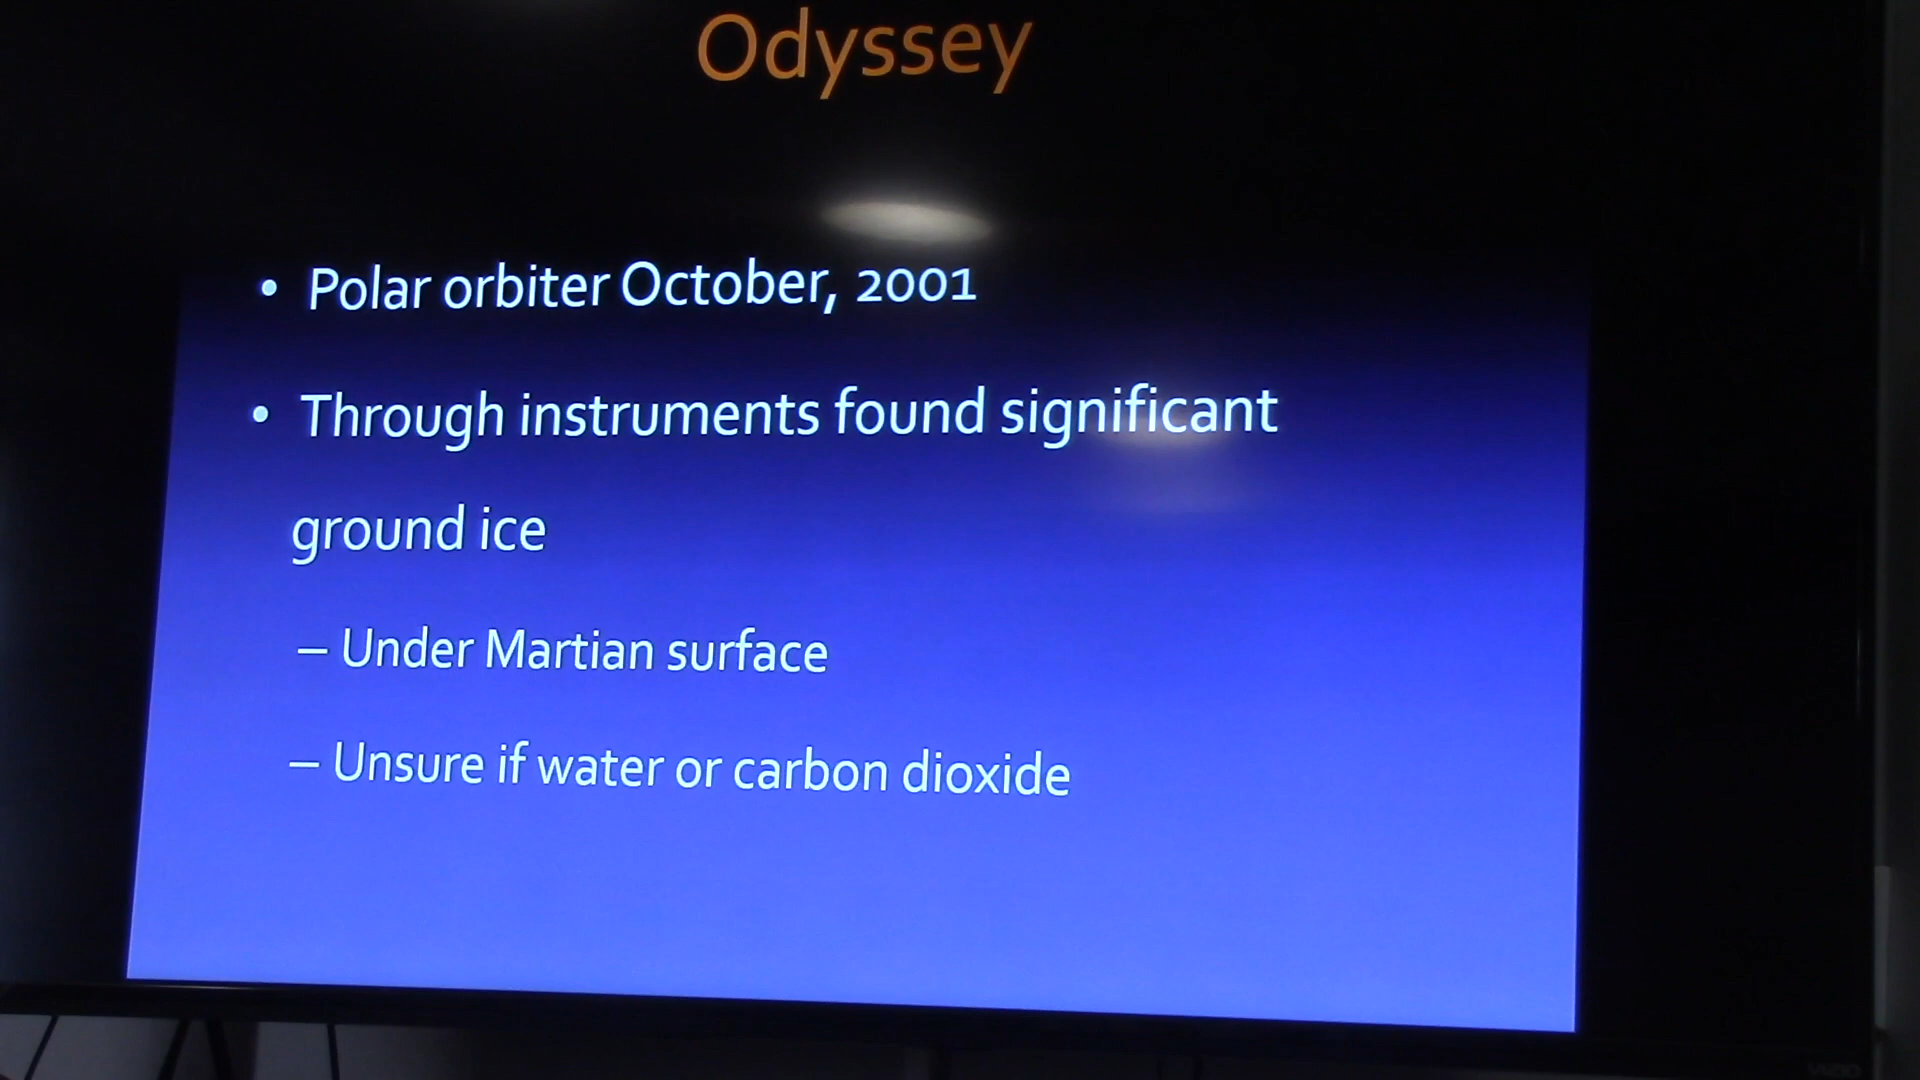 Odyssey
• Polar orbiter October, 2001
• Through instruments found significant
ground ice
– Under Martian surface
– Unsure if water or carbon dioxide